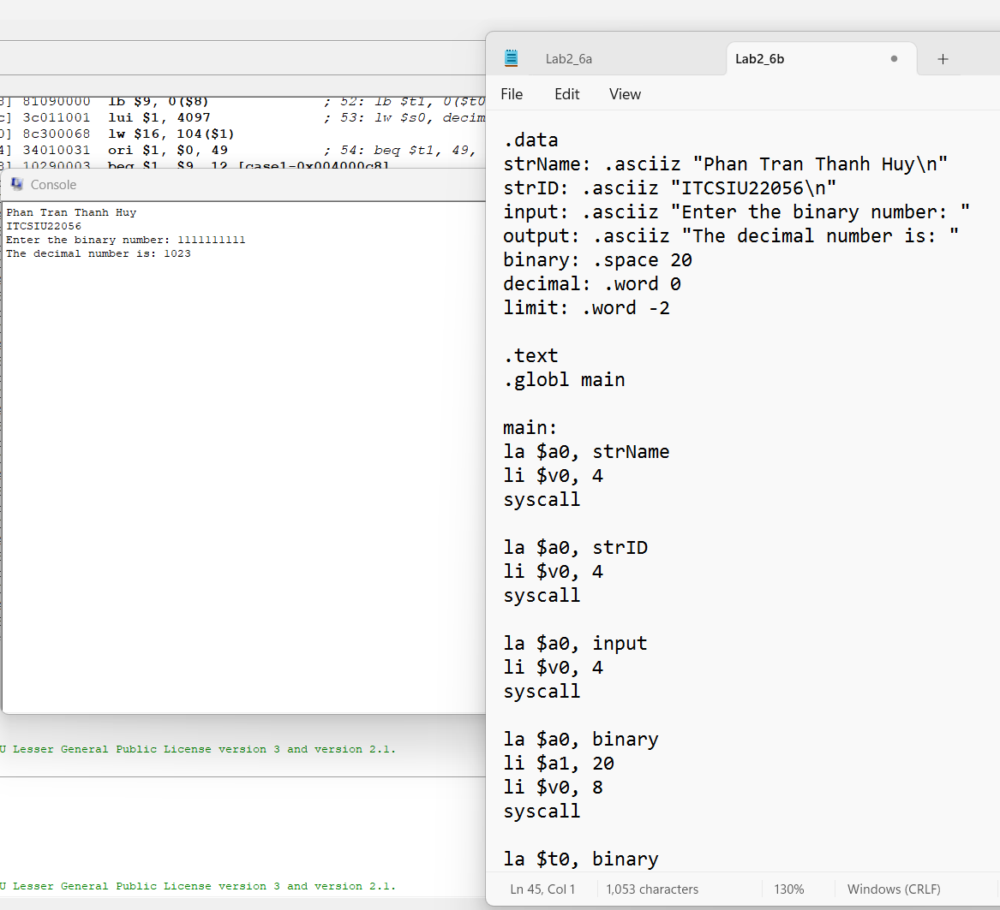 81090000 lb $9, 0($8) ; 52: lb $t1, 0($t0
3c011001 lui $1, 4097 ; 53: lw $s0, decim
8c300068 lw $16, 104($1)
34010031 ori $1, $0, 49 ; 54: beq $t1, 49,
10290003 beq $1, $9, 12 [case1-0x004000c8]
Console
Phan Tran Thanh Huy
ITCSIU22056
Enter the binary number: 1111111111
The decimal number is: 1023
U Lesser General Public License version 3 and version 2.1.
U Lesser General Public License version 3 and version 2.1.
Lab2_6a
Lab2_6b
File Edit View
.data
strName: .asciiz "Phan Tran Thanh Huy\n"
strID: .asciiz "ITCSIU22056\n"
input: .asciiz "Enter the binary number: "
output: .asciiz "The decimal number is: "
binary: .space 20
decimal: .word 0
limit: .word -2
.text
.globl main
main:
la $a0, strName
li $v0, 4
syscall
la $a0, strID
li $v0, 4
syscall
la $a0, input
li $v0, 4
syscall
la $a0, binary
li $a1, 20
li $v0, 8
syscall
la $t0, binary
Ln 45, Col 1 1,053 characters 130% Windows (CRLF)